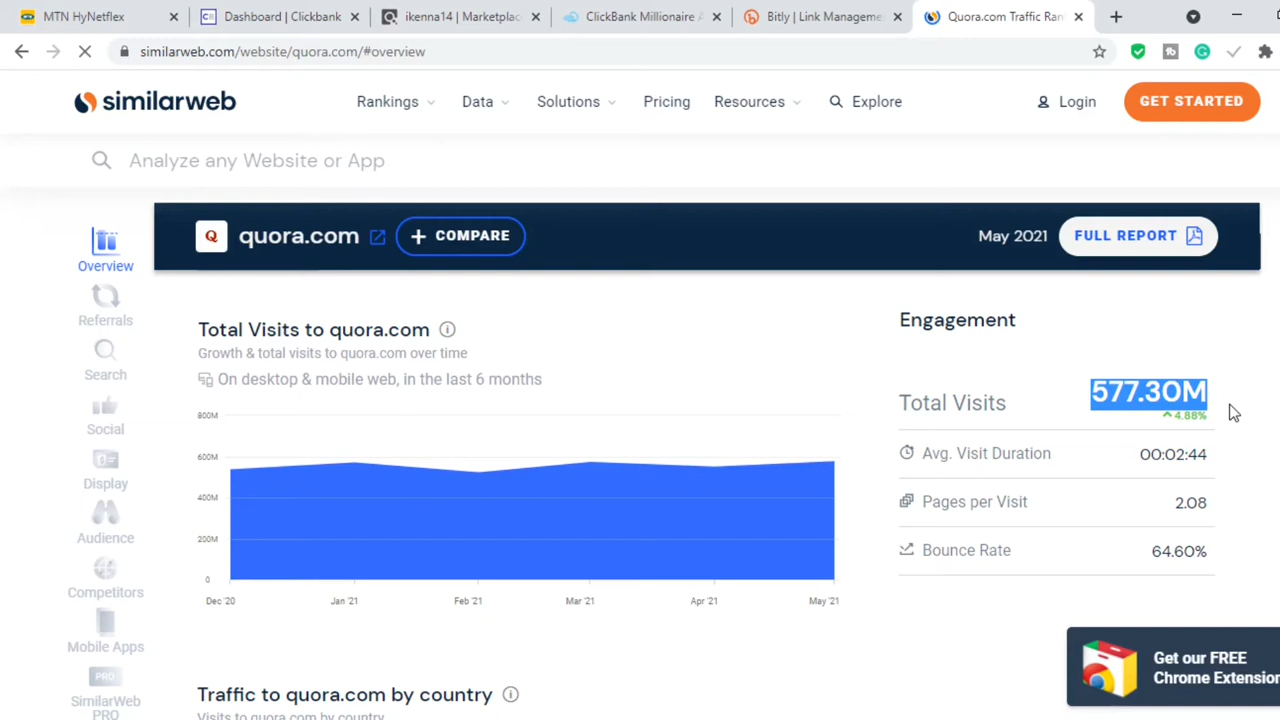 MTN HyNetflex
Dashboard | Clickbank
ikenna14 | Marketplac
ClickBank Millionaire A
Bitly | Link Manageme
Quora.com Traffic Ran
similarweb.com/website/quora.com/#overview
similarweb
Rankings
Data
Solutions
Pricing
Resources
Explore
Login
GET STARTED
Analyze any Website or App
Q
quora.com
+ COMPARE
May 2021
FULL REPORT
Overview
Referrals
Search
Social
Display
Audience
Competitors
Mobile Apps
PRO
SimilarWeb
PRO
Total Visits to quora.com
Growth & total visits to quora.com over time
On desktop & mobile web, in the last 6 months
800M
600M
400M
200M
0
Dec '20
Jan '21
Feb '21
Mar '21
Apr '21
May '21
Engagement
Total Visits
577.30M
4.88%
Avg. Visit Duration
00:02:44
Pages per Visit
2.08
Bounce Rate
64.60%
Traffic to quora.com by country
Visits to quora.com by country
Get our FREE
Chrome Extension